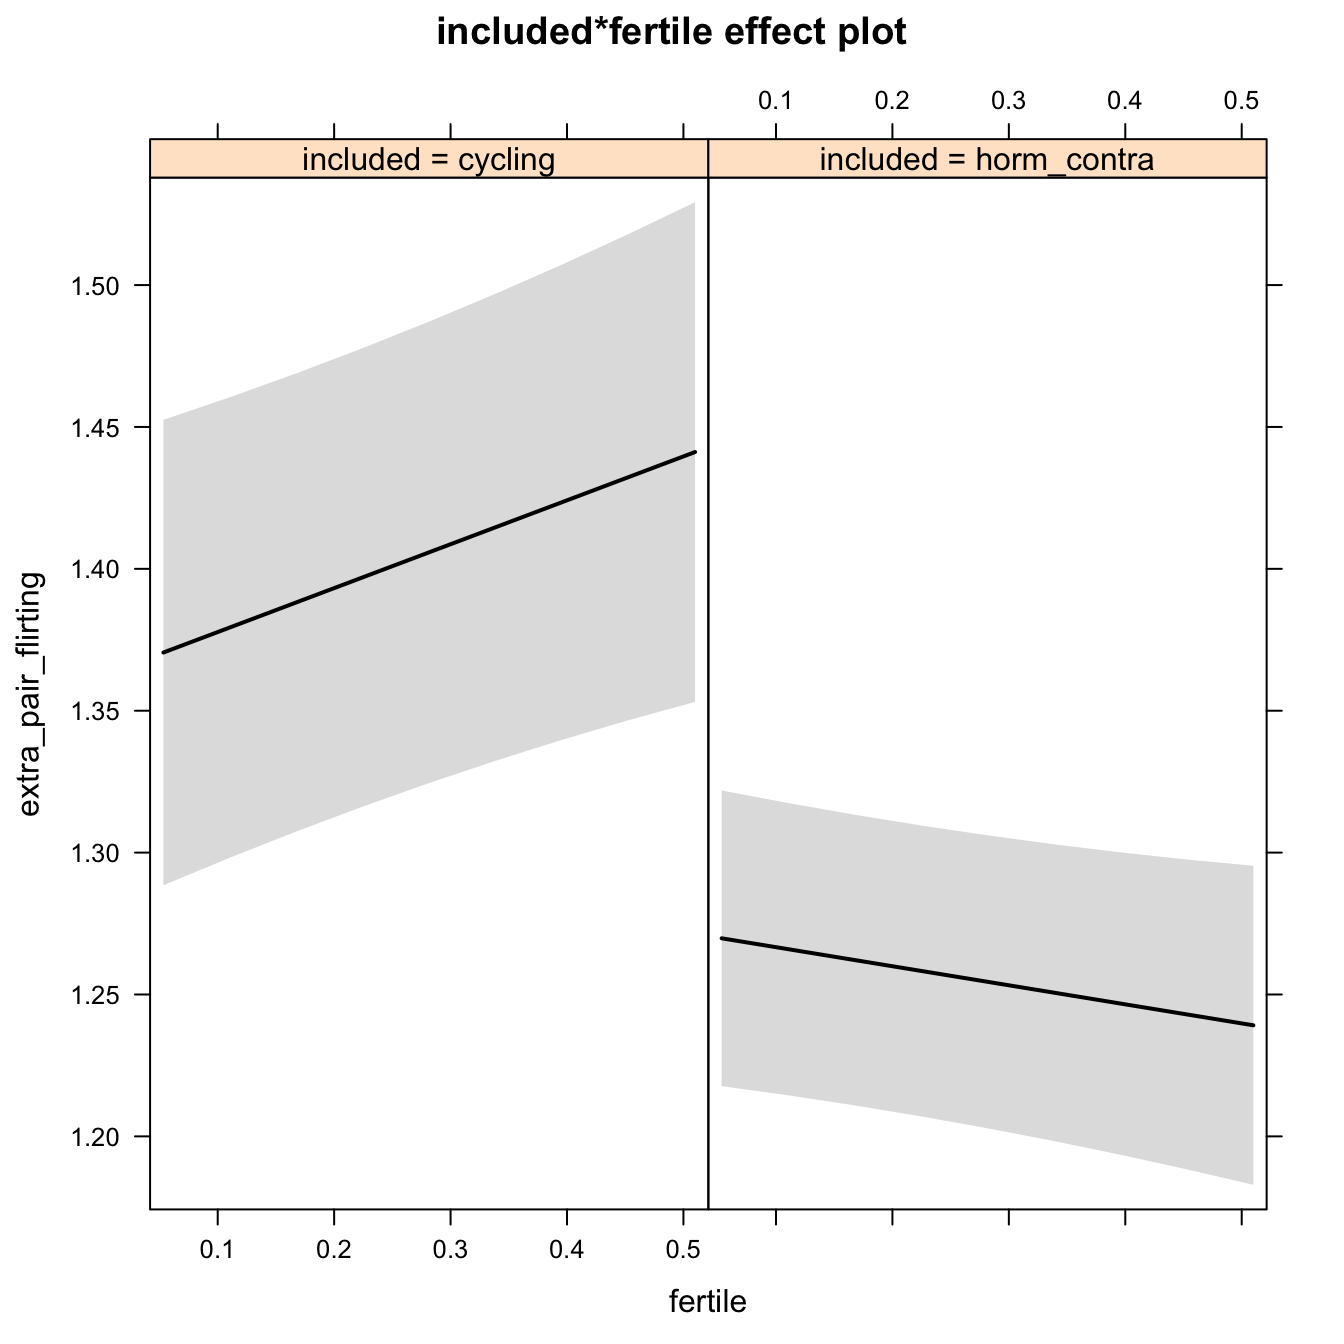 included*fertile effect plot
0.1 0.2 0.3 0.4 0.5
included = cycling included = horm_contra
1.50
1.45
1.40
1.35
1.30
1.25
1.20
extra_pair_flirting
0.1 0.2 0.3 0.4 0.5
fertile